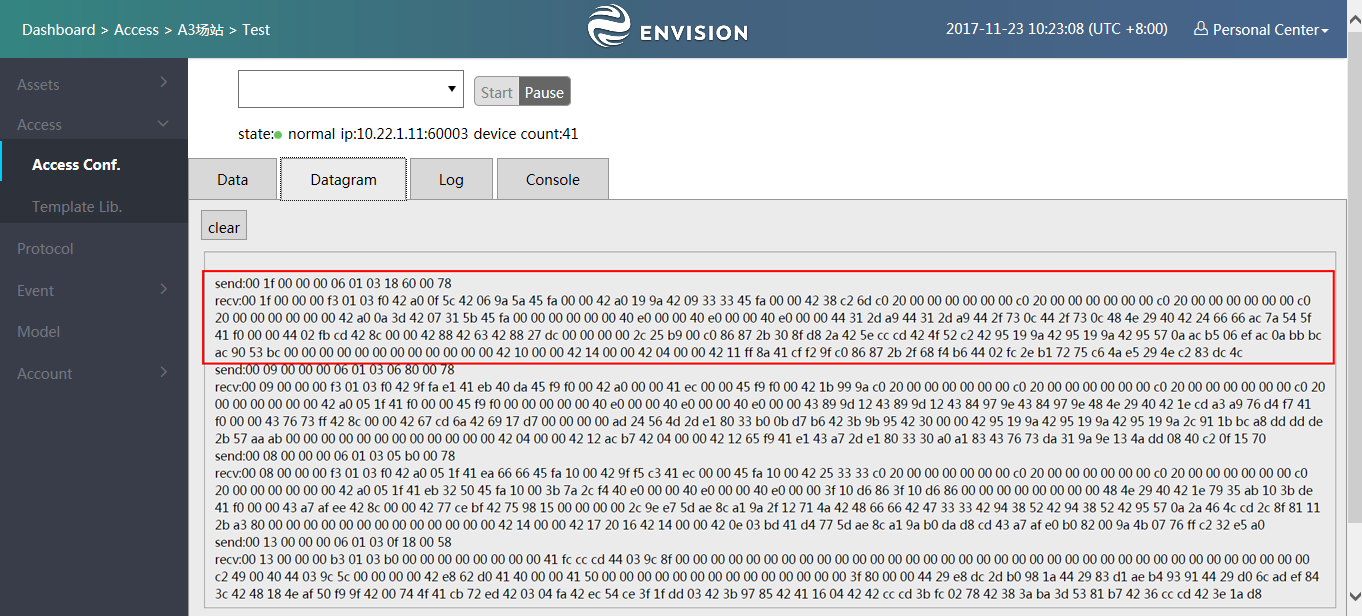 Dashboard > Access > A3场站 > Test
ENVISION
2017-11-23 10:23:08 (UTC +8:00)
Personal Center
Assets
Access
Access Conf.
Template Lib.
Protocol
Event
Model
Account
Start
Pause
state: normal ip:10.22.1.11:60003 device count:41
Data
Datagram
Log
Console
clear
send:00 1f 00 00 00 06 01 03 18 60 00 78
recv:00 1f 00 00 00 f3 01 03 f0 42 a0 0f 5c 42 06 9a 5a 45 fa 00 00 42 a0 19 9a 42 09 33 33 45 fa 00 00 42 38 c2 6d c0 20 00 00 00 00 00 00 c0 20 00 00 00 00 00 00 c0 20 00 00 00 00 00 00 c0
20 00 00 00 00 00 00 42 a0 0a 3d 42 07 31 5b 45 fa 00 00 00 00 00 00 40 e0 00 00 40 e0 00 00 40 e0 00 00 44 31 2d a9 44 31 2d a9 44 2f 73 0c 44 2f 73 0c 48 4e 29 40 42 24 66 66 ac 7a 54 5f
41 f0 00 00 44 02 fb cd 42 8c 00 00 42 88 42 63 42 88 27 dc 00 00 00 00 2c 25 b9 00 c0 86 87 2b 30 8f d8 2a 42 5e cc cd 42 4f 52 c2 42 95 19 9a 42 95 19 9a 42 95 57 0a ac b5 06 ef ac 0a bb bc
ac 90 53 bc 00 00 00 00 00 00 00 00 00 00 00 00 42 10 00 00 42 14 00 00 42 04 00 00 42 11 ff 8a 41 cf f2 9f c0 86 87 2b 2f 68 f4 b6 44 02 fc 2e b1 72 75 c6 4a e5 29 4e c2 83 dc 4c
send:00 09 00 00 00 06 01 03 06 80 00 78
recv:00 09 00 00 00 f3 01 03 f0 42 9f fa e1 41 eb 40 da 45 f9 f0 00 42 a0 00 00 41 ec 00 00 45 f9 f0 00 42 1b 99 9a c0 20 00 00 00 00 00 00 c0 20 00 00 00 00 00 00 c0 20 00 00 00 00 00 00 c0 20
00 00 00 00 00 00 42 a0 05 1f 41 f0 00 00 45 f9 f0 00 00 00 00 00 40 e0 00 00 40 e0 00 00 40 e0 00 00 43 89 9d 12 43 89 9d 12 43 84 97 9e 43 84 97 9e 48 4e 29 40 42 1e cd a3 a9 76 d4 f7 41
f0 00 00 43 76 73 ff 42 8c 00 00 42 67 cd 6a 42 69 17 d7 00 00 00 00 ad 24 56 4d 2d e1 80 33 b0 0b d7 b6 42 3b 9b 95 42 30 00 00 42 95 19 9a 42 95 19 9a 42 95 19 9a 2c 91 1b bc a8 dd dd de
2b 57 aa ab 00 00 00 00 00 00 00 00 00 00 00 00 42 04 00 00 42 12 ac b7 42 04 00 00 42 12 65 f9 41 e1 43 a7 2d e1 80 33 30 a0 a1 83 43 76 73 da 31 9a 9e 13 4a dd 08 40 c2 0f 15 70
send:00 08 00 00 00 06 01 03 05 b0 00 78
recv:00 08 00 00 00 f3 01 03 f0 42 a0 05 1f 41 ea 66 66 45 fa 10 00 42 9f f5 c3 41 ec 00 00 45 fa 10 00 42 25 33 33 c0 20 00 00 00 00 00 00 c0 20 00 00 00 00 00 00 c0 20 00 00 00 00 00 00 c0
20 00 00 00 00 00 00 42 a0 05 1f 41 eb 32 50 45 fa 10 00 3b 7a 2c f4 40 e0 00 00 40 e0 00 00 40 e0 00 00 3f 10 d6 86 3f 10 d6 86 00 00 00 00 00 00 00 00 48 4e 29 40 42 1e 79 35 ab 10 3b de
41 f0 00 00 43 a7 af ee 42 8c 00 00 42 77 ce bf 42 75 98 15 00 00 00 00 2c 9e e7 5d ae 8c a1 9a 2f 12 71 4a 42 48 66 66 42 47 33 33 42 94 38 52 42 94 38 52 42 95 57 0a 2a 46 4c cd 2c 8f 81 11
2b a3 80 00 00 00 00 00 00 00 00 00 00 00 00 00 42 14 00 00 42 17 20 16 42 14 00 00 42 0e 03 bd 41 d4 77 5d ae 8c a1 9a b0 da d8 cd 43 a7 af e0 b0 82 00 9a 4b 07 76 ff c2 32 e5 a0
send:00 13 00 00 00 06 01 03 0f 18 00 58
recv:00 13 00 00 00 b3 01 03 b0 00 00 00 00 00 00 00 00 41 fc cc cd 44 03 9c 8f 00 00 00 00 00 00 00 00 00 00 00 00 00 00 00 00 00 00 00 00 00 00 00 00 00 00 00 00 00 00 00 00 00 00 00 00
c2 49 00 40 44 03 9c 5c 00 00 00 00 42 e8 62 d0 41 40 00 00 41 50 00 00 00 00 00 00 00 00 00 00 00 00 00 00 3f 80 00 00 44 29 e8 dc 2d b0 98 1a 44 29 83 d1 ae b4 93 91 44 29 d0 6c ad ef 84
3c 42 48 18 4e af 50 f9 9f 42 00 74 4f 41 cb 72 ed 42 03 04 fa 42 ec 54 ce 3f 1f dd 03 42 3b 97 85 42 41 16 04 42 42 cc cd 3b fc 02 78 42 38 3a ba 3d 53 81 b7 42 36 cc cd 42 3e 1a d8